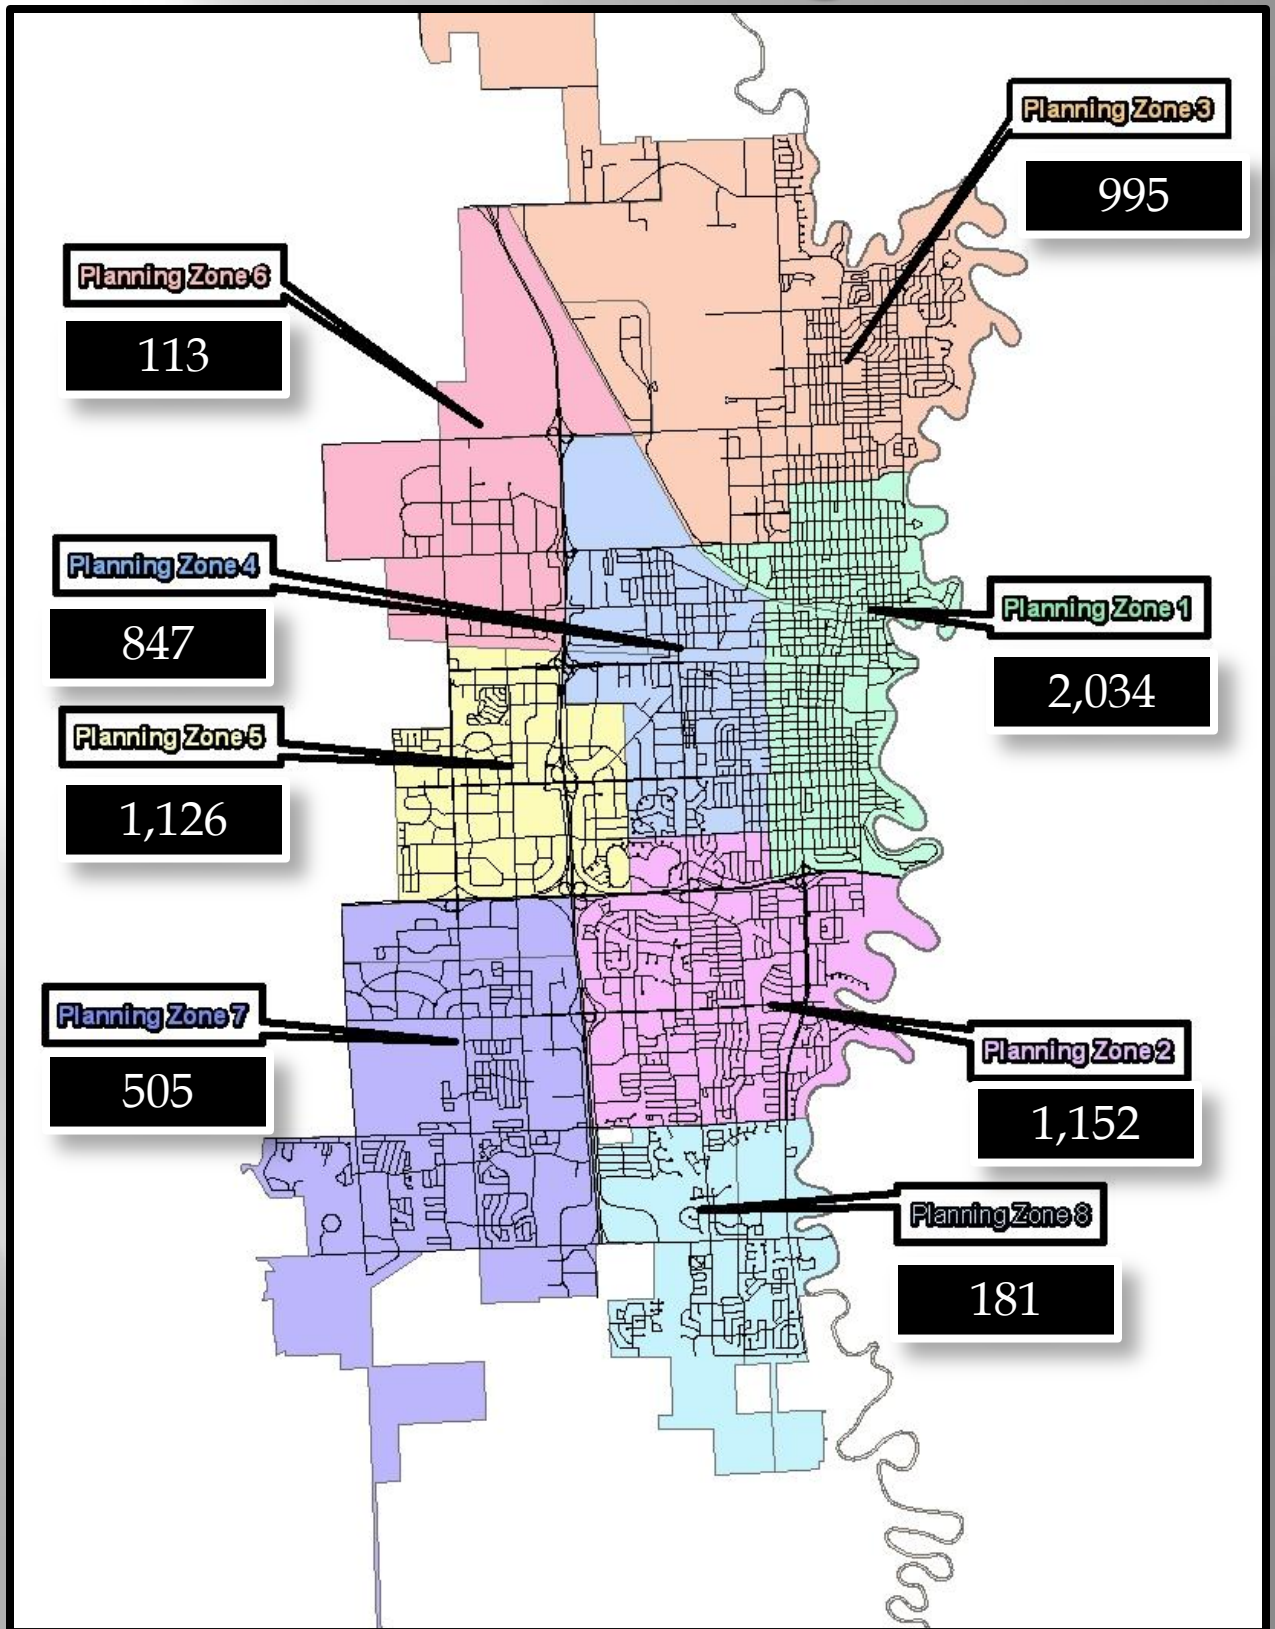 Planning Zone 3
995
Planning Zone 6
113
Planning Zone 4
847
Planning Zone 1
2,034
Planning Zone 5
1,126
Planning Zone 7
505
Planning Zone 2
1,152
Planning Zone 8
181